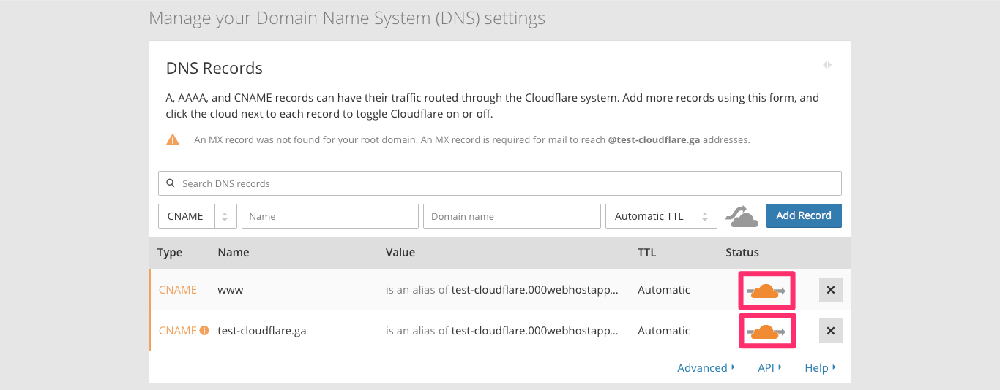 Manage your Domain Name System (DNS) settings
DNS Records
A, AAAA, and CNAME records can have their traffic routed through the Cloudflare system. Add more records using this form, and
click the cloud next to each record to toggle Cloudflare on or off.
An MX record was not found for your root domain. An MX record is required for mail to reach @test-cloudflare.ga addresses.
Search DNS records
CNAME Name Domain name Automatic TTL Add Record
Type Name Value TTL Status
CNAME www is an alias of test-cloudflare.000webhostapp... Automatic
CNAME test-cloudflare.ga is an alias of test-cloudflare.000webhostapp... Automatic
Advanced API Help